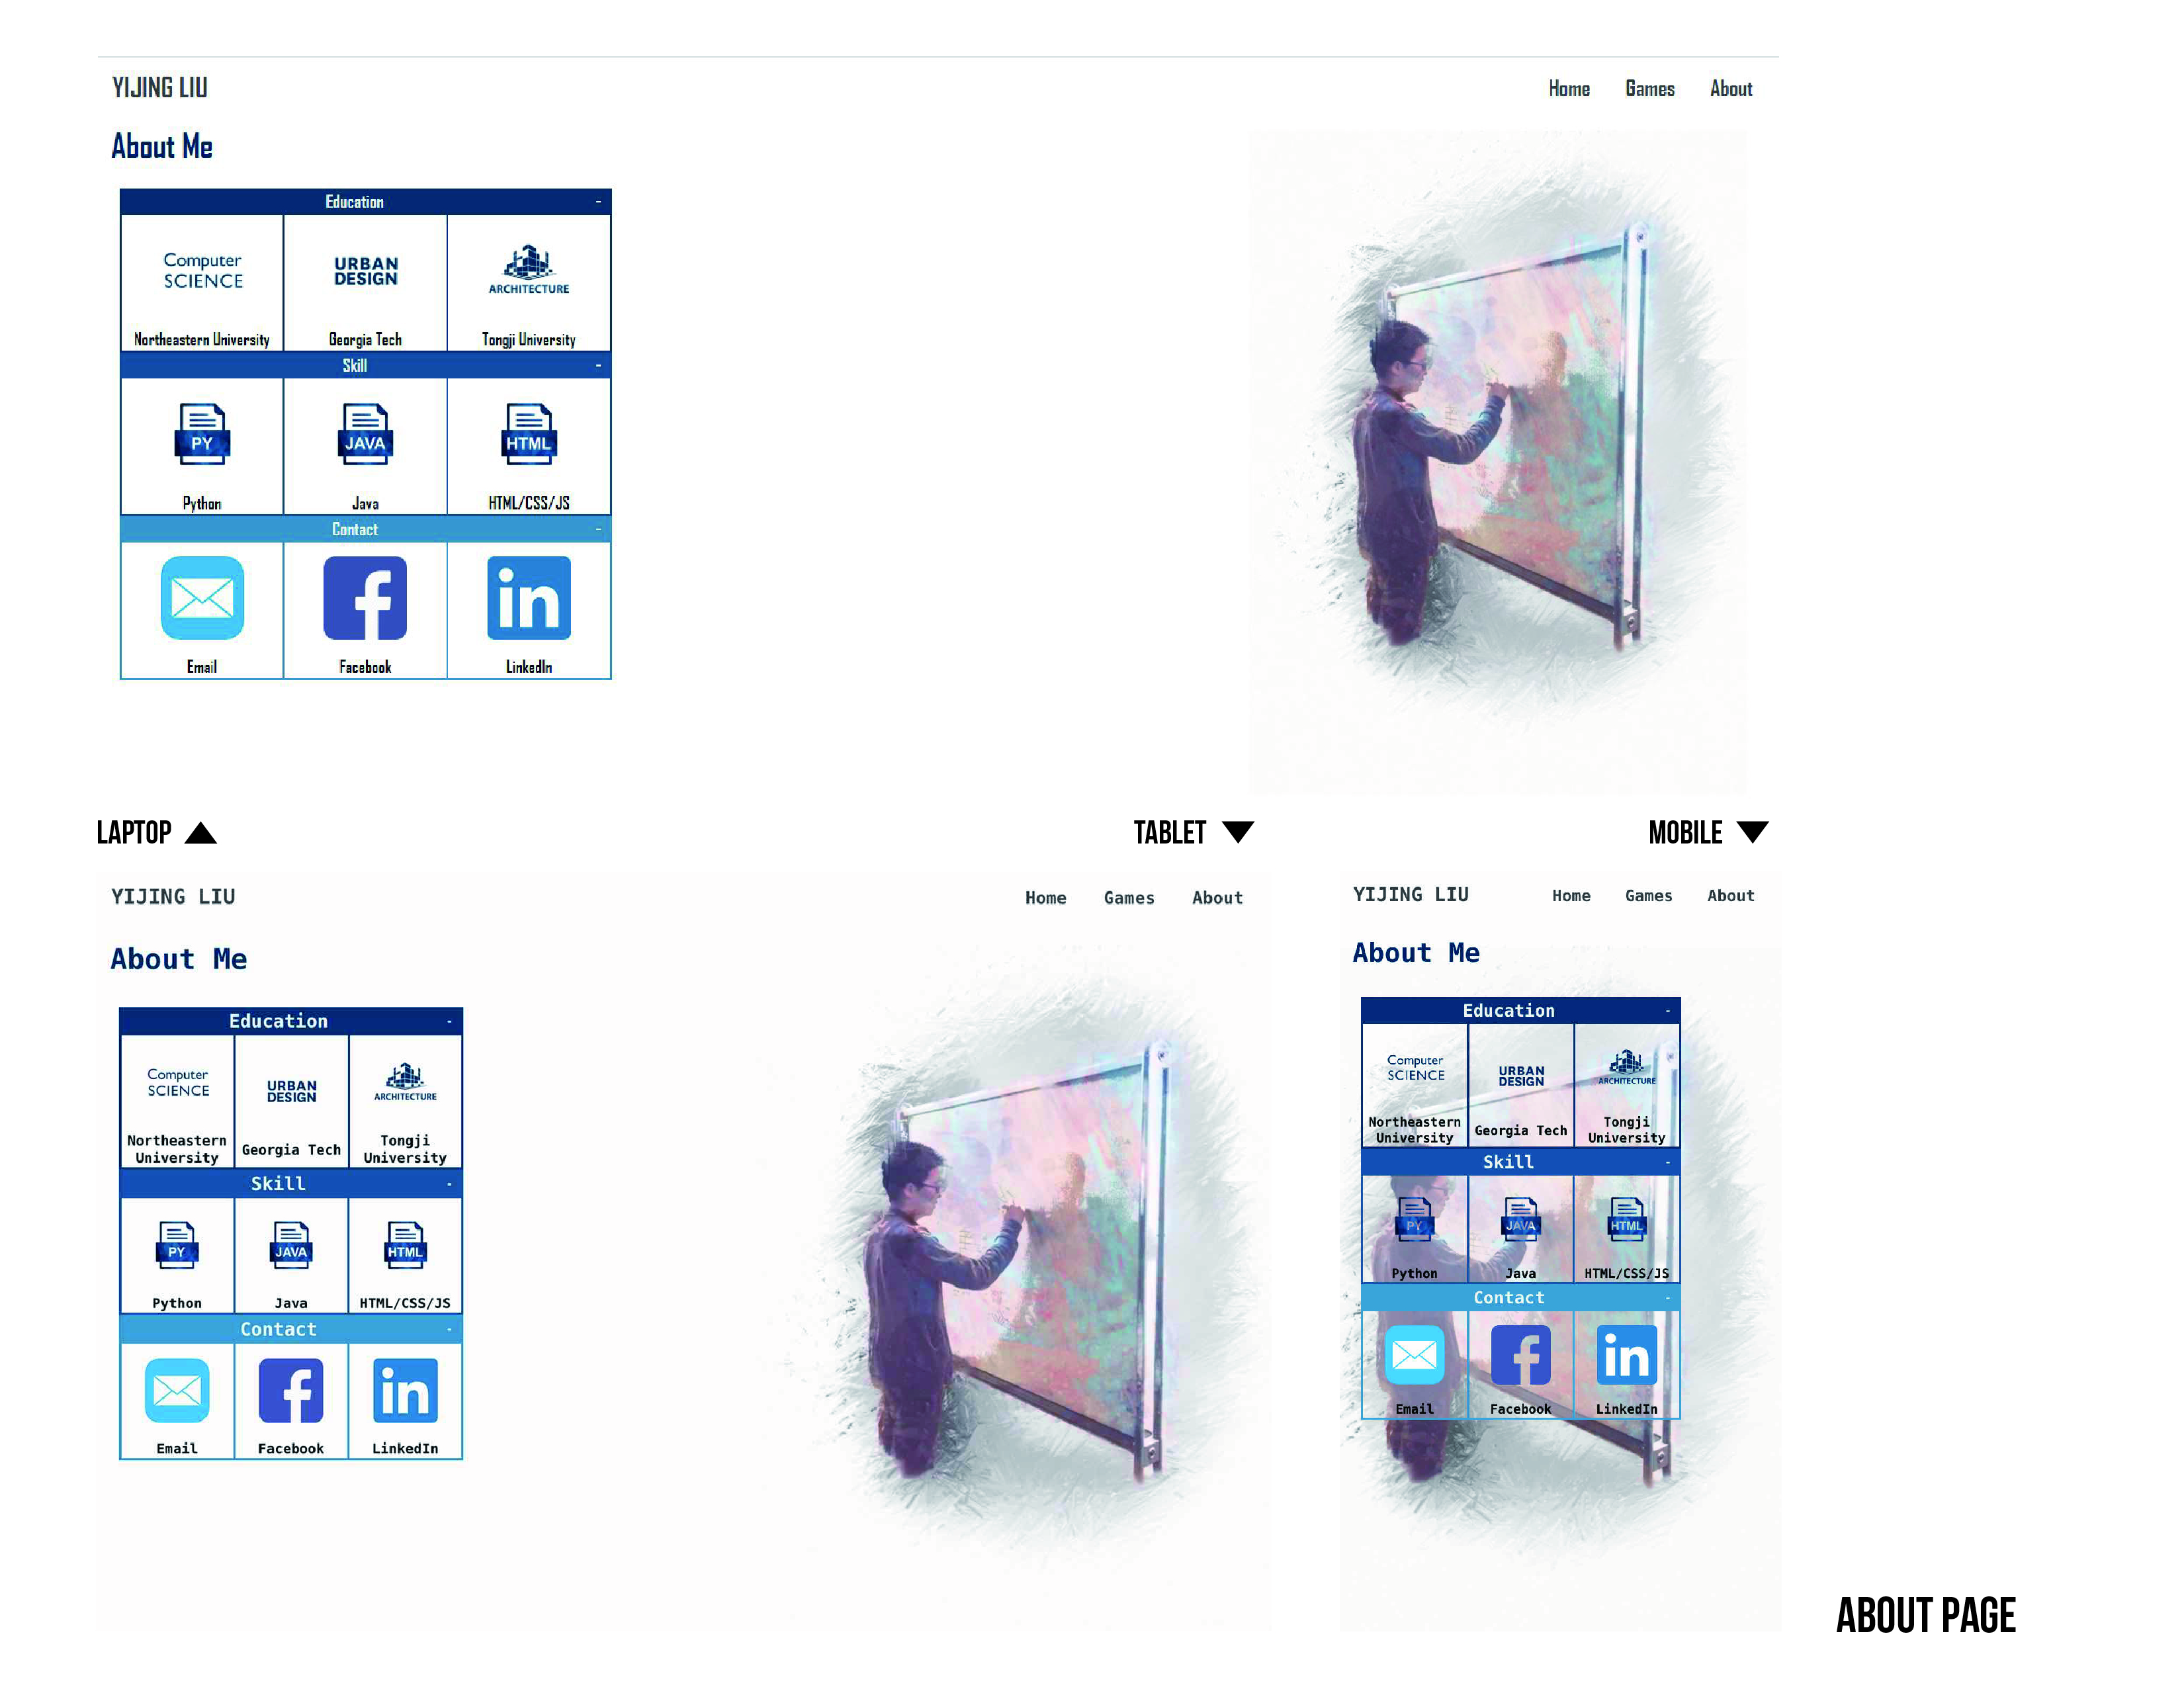 YIJING LIU
Home Games About
About Me
Education -
Computer SCIENCE
URBAN DESIGN
ARCHITECTURE
Northeastern University
Georgia Tech
Tongji University
Skill -
PY
JAVA
HTML
Python
Java
HTML/CSS/JS
Contact -
f
in
Email
Facebook
LinkedIn
LAPTOP
TABLET
MOBILE
YIJING LIU
Home Games About
About Me
Education -
Computer SCIENCE
URBAN DESIGN
ARCHITECTURE
Northeastern University
Georgia Tech
Tongji University
Skill -
PY
JAVA
HTML
Python
Java
HTML/CSS/JS
Contact -
f
in
Email
Facebook
LinkedIn
YIJING LIU
Home Games About
About Me
Education -
Computer SCIENCE
URBAN DESIGN
ARCHITECTURE
Northeastern University
Georgia Tech
Tongji University
Skill -
PY
JAVA
HTML
Python
Java
HTML/CSS/JS
Contact -
f
in
Email
Facebook
LinkedIn
ABOUT PAGE